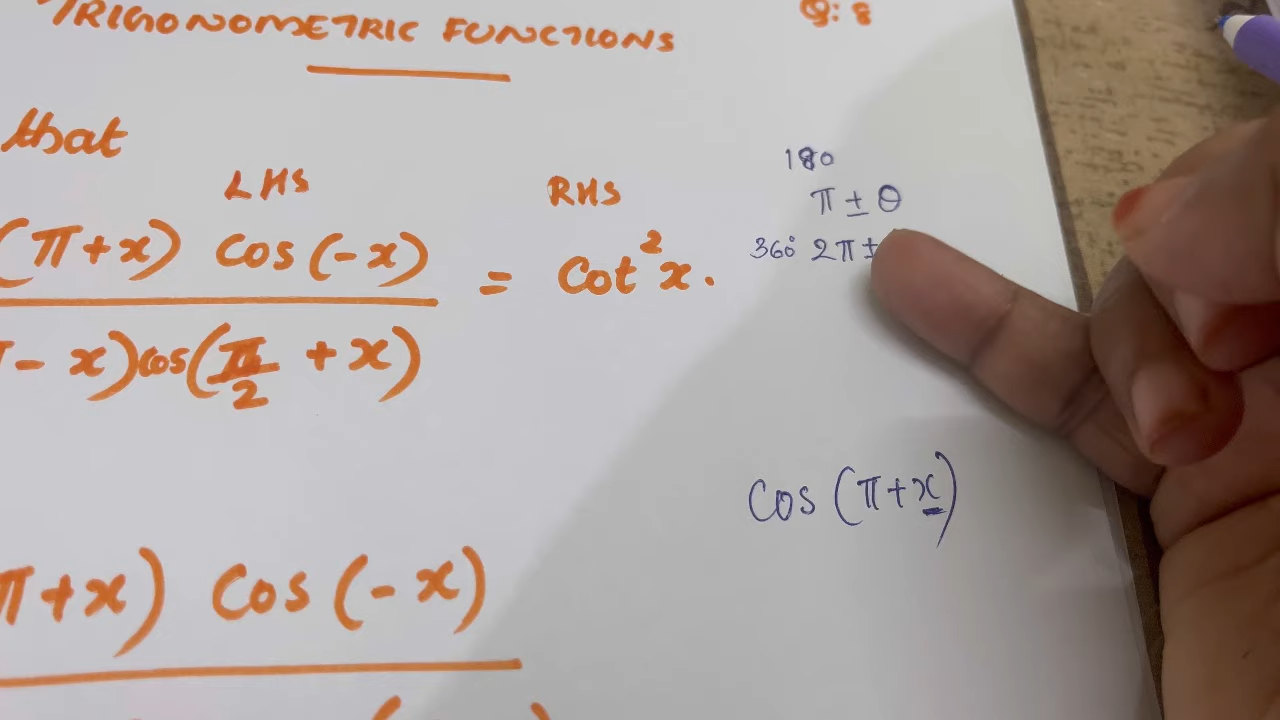 TRIGONOMETRIC FUNCTIONS
Q: 8
that
LHS
RHS
(π+x) cos(-x)
= cot²x.
- x)cos(π/2 + x)
180
π ± θ
360° 2π ±
cos (π+x)
π+x) cos (-x)